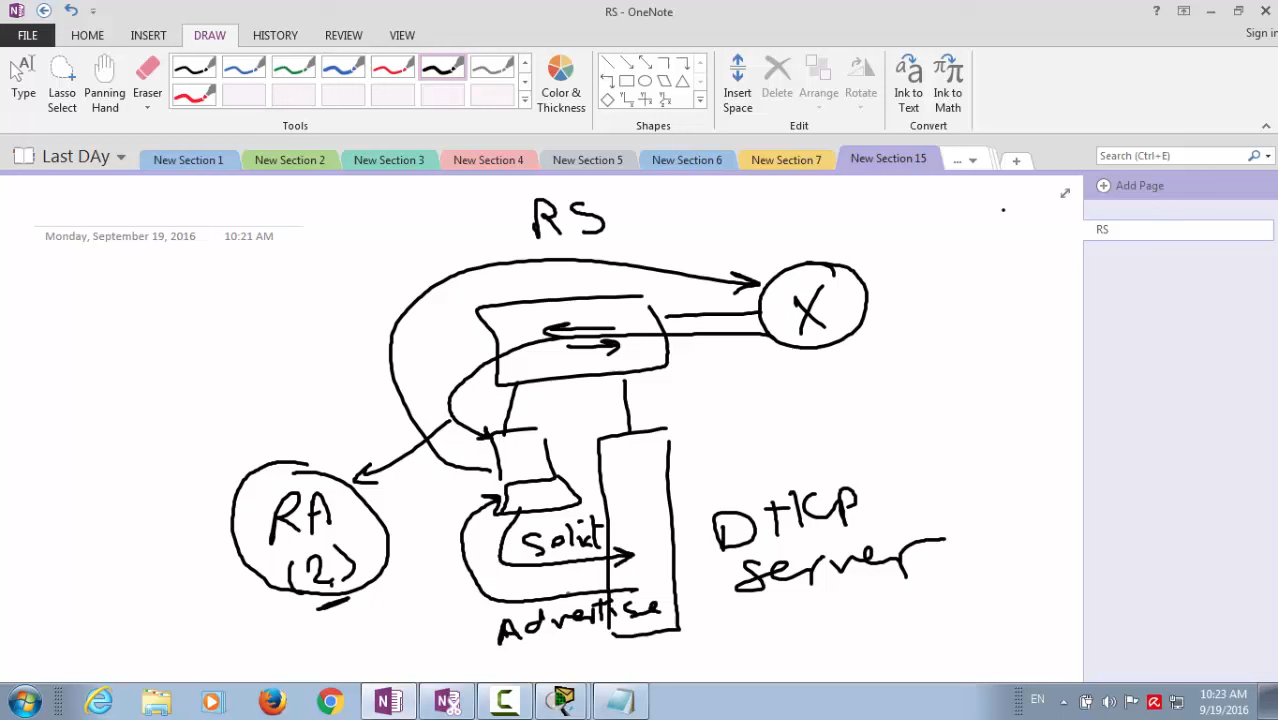 RS - OneNote
Sign in
FILE HOME INSERT DRAW HISTORY REVIEW VIEW
Type
Lasso Select
Panning Hand
Eraser
Color & Thickness
Insert Space
Delete
Arrange
Rotate
Ink to Text
Ink to Math
Tools
Shapes
Edit
Convert
Last DAy
New Section 1
New Section 2
New Section 3
New Section 4
New Section 5
New Section 6
New Section 7
New Section 15
...
Search (Ctrl+E)
Add Page
RS
Monday, September 19, 2016 10:21 AM
RS
X
RA
(2)
Solict
Advertise
DHCP
server
EN
10:23 AM
9/19/2016